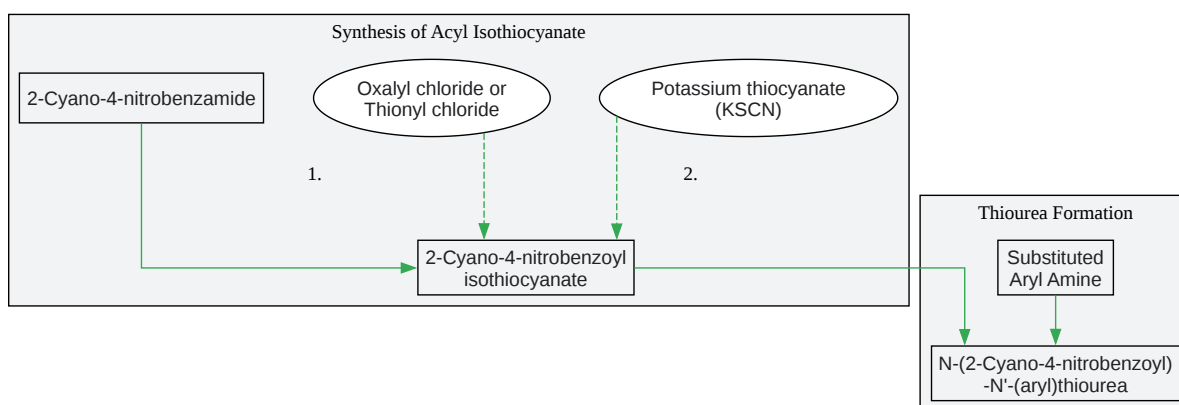 Synthesis of Acyl Isothiocyanate
2-Cyano-4-nitrobenzamide
Oxalyl chloride or
Thionyl chloride
Potassium thiocyanate
(KSCN)
1.
2.
2-Cyano-4-nitrobenzoyl
isothiocyanate
Thiourea Formation
Substituted
Aryl Amine
N-(2-Cyano-4-nitrobenzoyl)
-N'-(aryl)thiourea